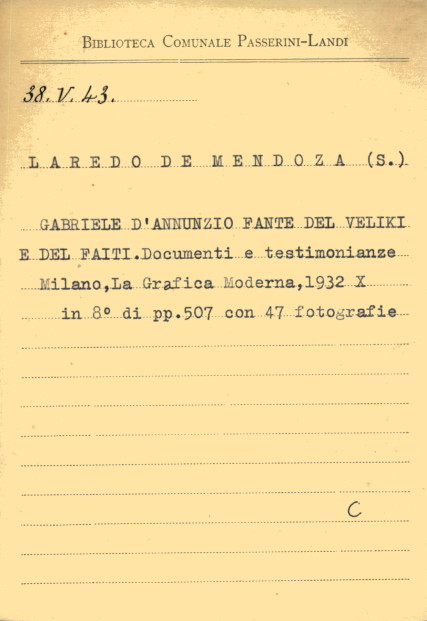 BIBLIOTECA COMUNALE PASSERINI-LANDI
38. V. 43.
LAREDO DE MENDOZA (S.)
GABRIELE D'ANNUNZIO FANTE DEL VELIKI
E DEL FAITI.Documenti e testimonianze
Milano,La Grafica Moderna,1932 X
in 8° di pp.507 con 47 fotografie
C